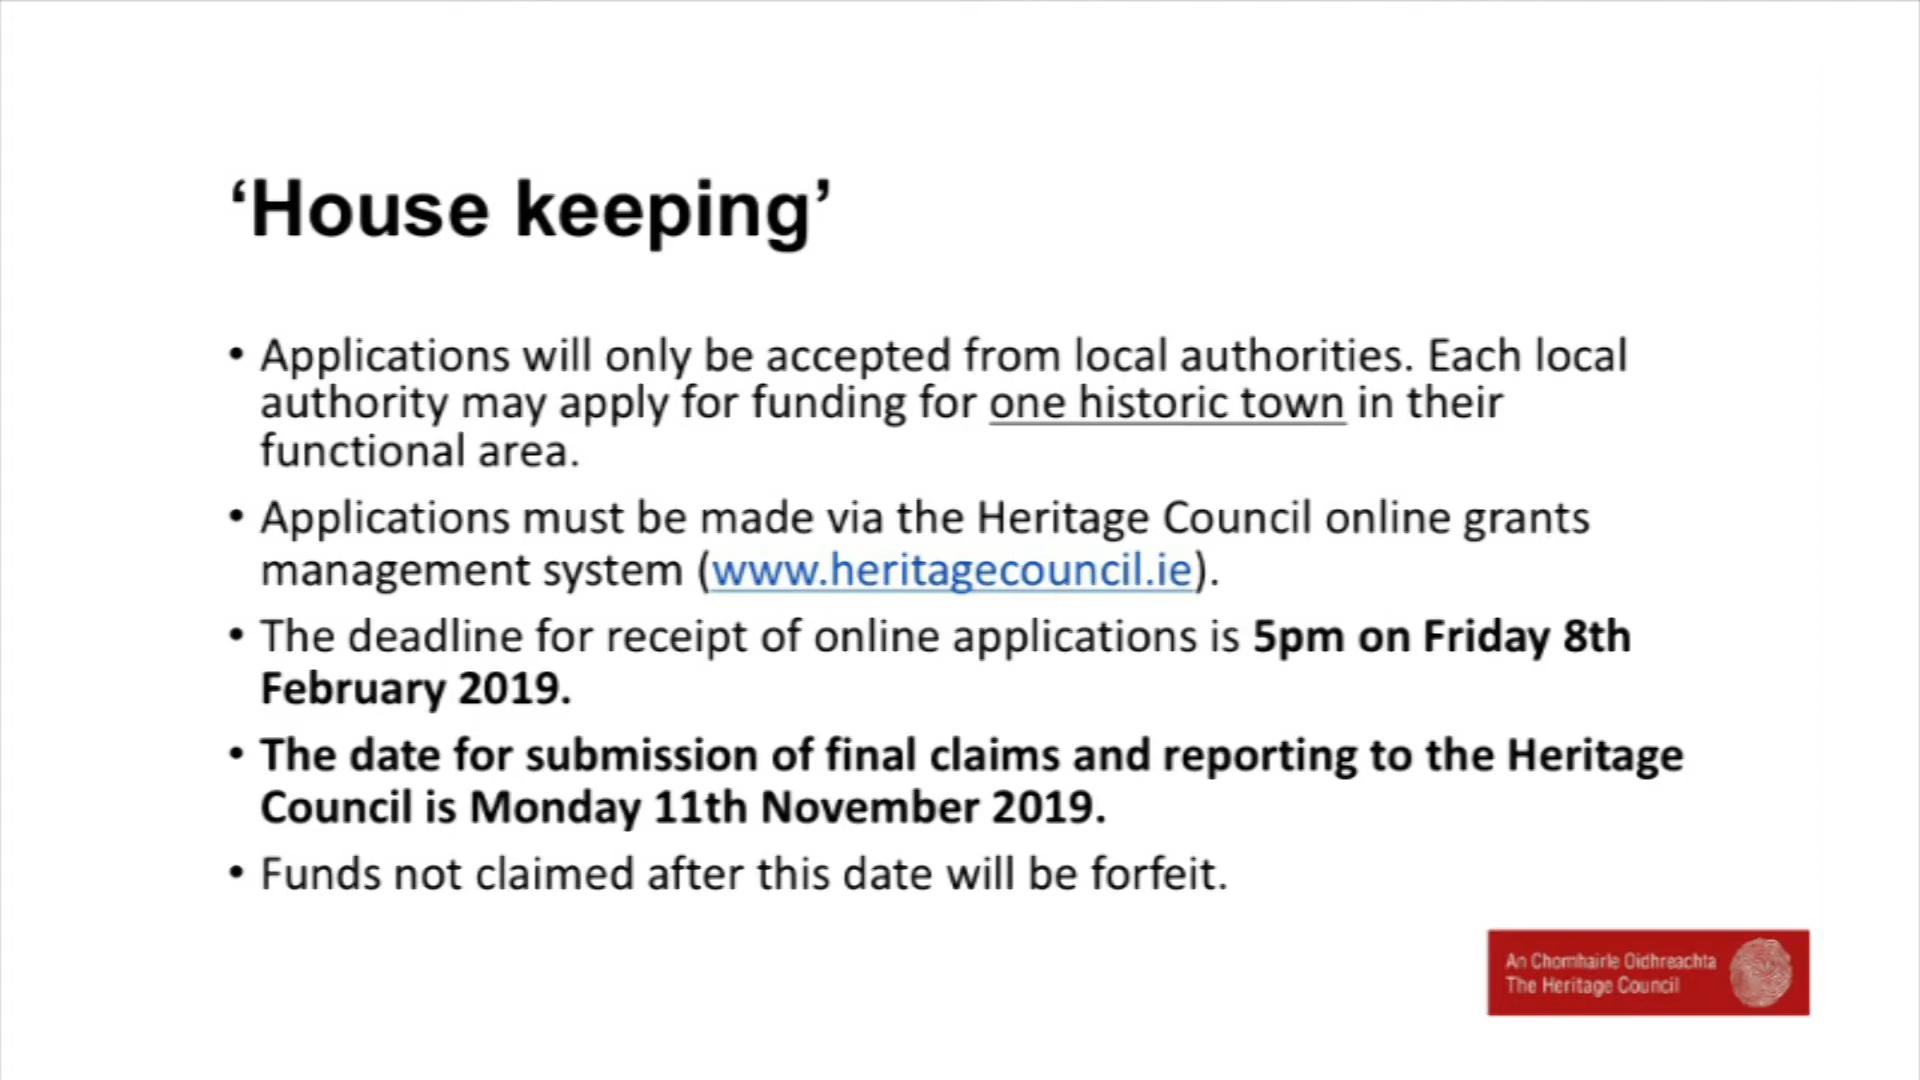 ‘House keeping’
• Applications will only be accepted from local authorities. Each local
authority may apply for funding for one historic town in their
functional area.
• Applications must be made via the Heritage Council online grants
management system (www.heritagecouncil.ie).
• The deadline for receipt of online applications is 5pm on Friday 8th
February 2019.
• The date for submission of final claims and reporting to the Heritage
Council is Monday 11th November 2019.
• Funds not claimed after this date will be forfeit.
An Chomhairle Oidhreachta
The Heritage Council